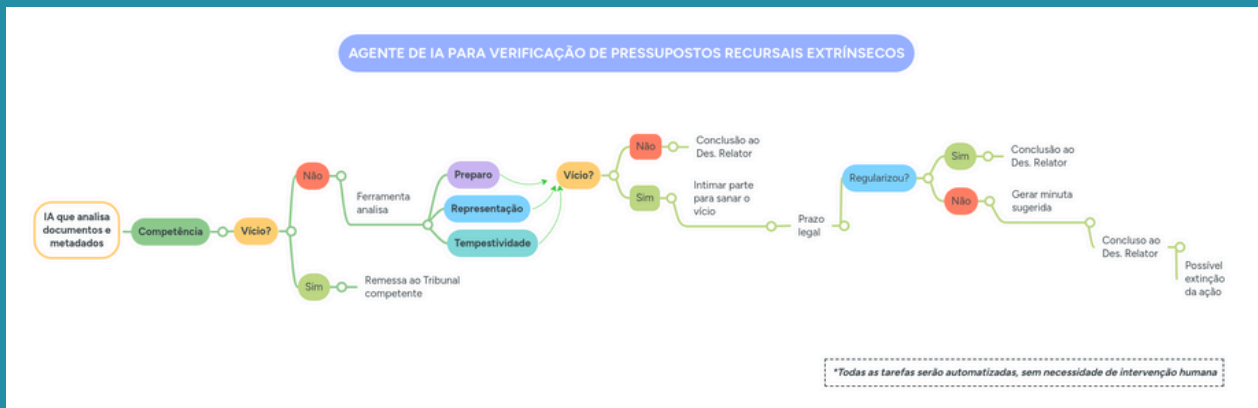 AGENTE DE IA PARA VERIFICAÇÃO DE PRESSUPOSTOS RECURSAIS EXTRÍNSECOS
IA que analisa
documentos e
metadados
Competência
Vício?
Não
Ferramenta
analisa
Preparo
Representação
Tempestividade
Sim
Remessa ao Tribunal
competente
Vício?
Não
Conclusão ao
Des. Relator
Sim
Intimar parte
para sanar o
vício
Prazo
legal
Regularizou?
Sim
Conclusão ao
Des. Relator
Não
Gerar minuta
sugerida
Concluso ao
Des. Relator
Possível
extinção
da ação
*Todas as tarefas serão automatizadas, sem necessidade de intervenção humana